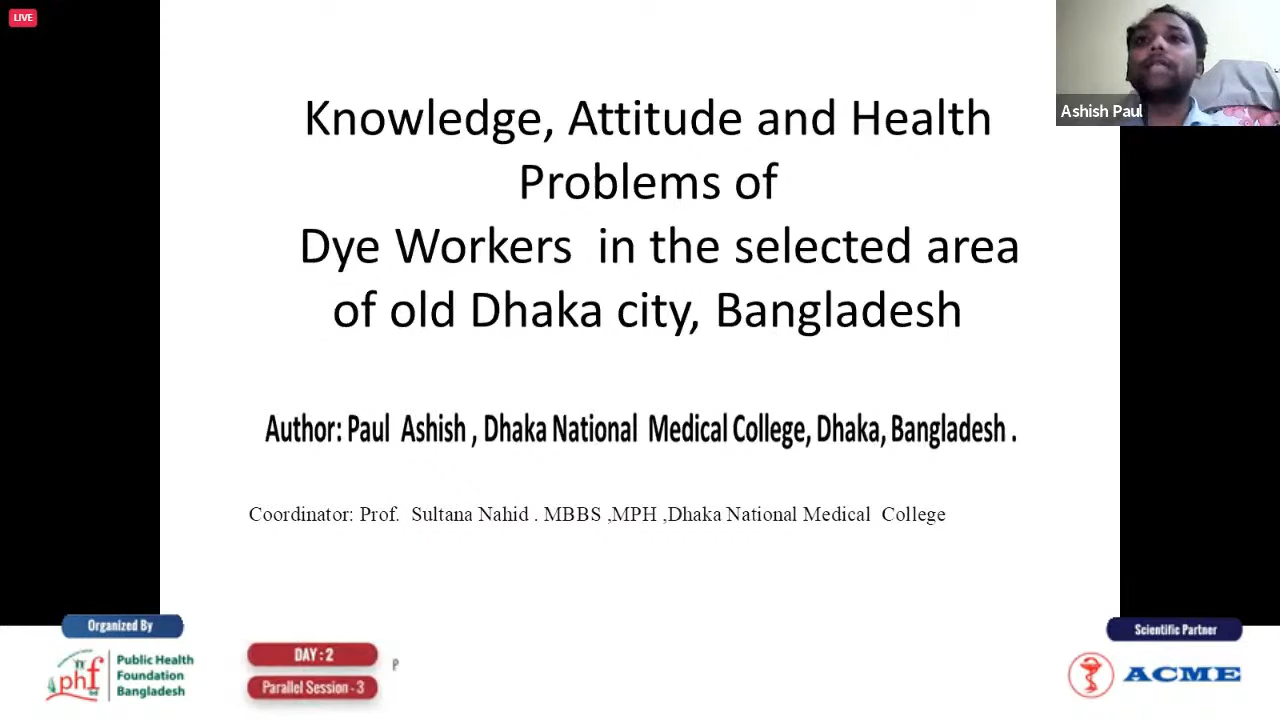 LIVE
Ashish Paul
Knowledge, Attitude and Health
Problems of
Dye Workers in the selected area
of old Dhaka city, Bangladesh
Author: Paul Ashish , Dhaka National Medical College, Dhaka, Bangladesh .
Coordinator: Prof. Sultana Nahid . MBBS ,MPH ,Dhaka National Medical College
Organized By
phf
Public Health
Foundation
Bangladesh
DAY : 2
Parallel Session - 3
P
Scientific Partner
ACME